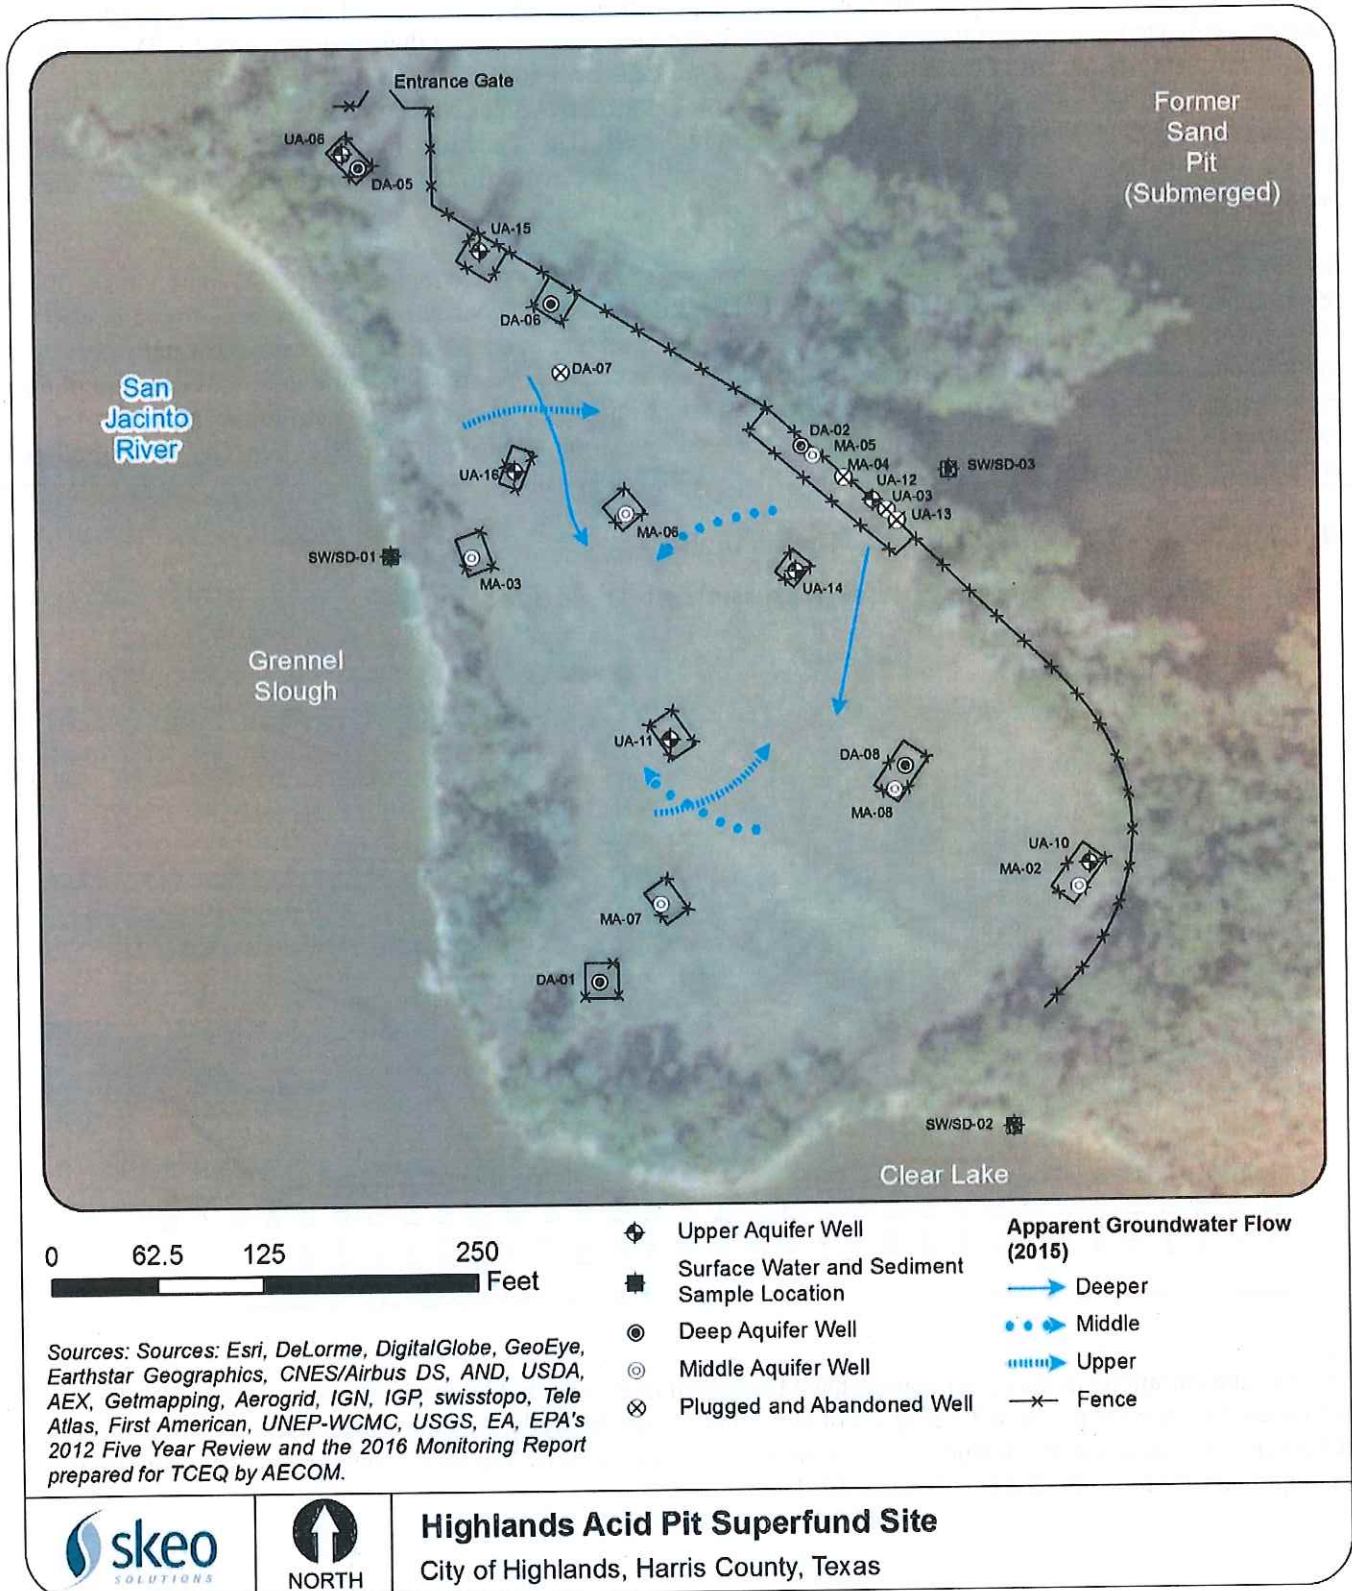 Entrance Gate
Former
Sand
Pit
(Submerged)
UA-06
DA-05
UA-15
DA-06
DA-07
San
Jacinto
River
DA-02
MA-05
MA-04
UA-12
UA-03
UA-13
SW/SD-03
UA-16
MA-06
SW/SD-01
MA-03
UA-14
Grennel
Slough
UA-11
DA-08
MA-08
UA-10
MA-02
MA-07
DA-01
SW/SD-02
Clear Lake
0 62.5 125 250
Feet
Upper Aquifer Well
Surface Water and Sediment
Sample Location
Deep Aquifer Well
Middle Aquifer Well
Plugged and Abandoned Well
Apparent Groundwater Flow
(2015)
Deeper
Middle
Upper
Fence
Sources: Sources: Esri, DeLorme, DigitalGlobe, GeoEye,
Earthstar Geographics, CNES/Airbus DS, AND, USDA,
AEX, Getmapping, Aerogrid, IGN, IGP, swisstopo, Tele
Atlas, First American, UNEP-WCMC, USGS, EA, EPA's
2012 Five Year Review and the 2016 Monitoring Report
prepared for TCEQ by AECOM.
skeo
SOLUTIONS
NORTH
Highlands Acid Pit Superfund Site
City of Highlands, Harris County, Texas